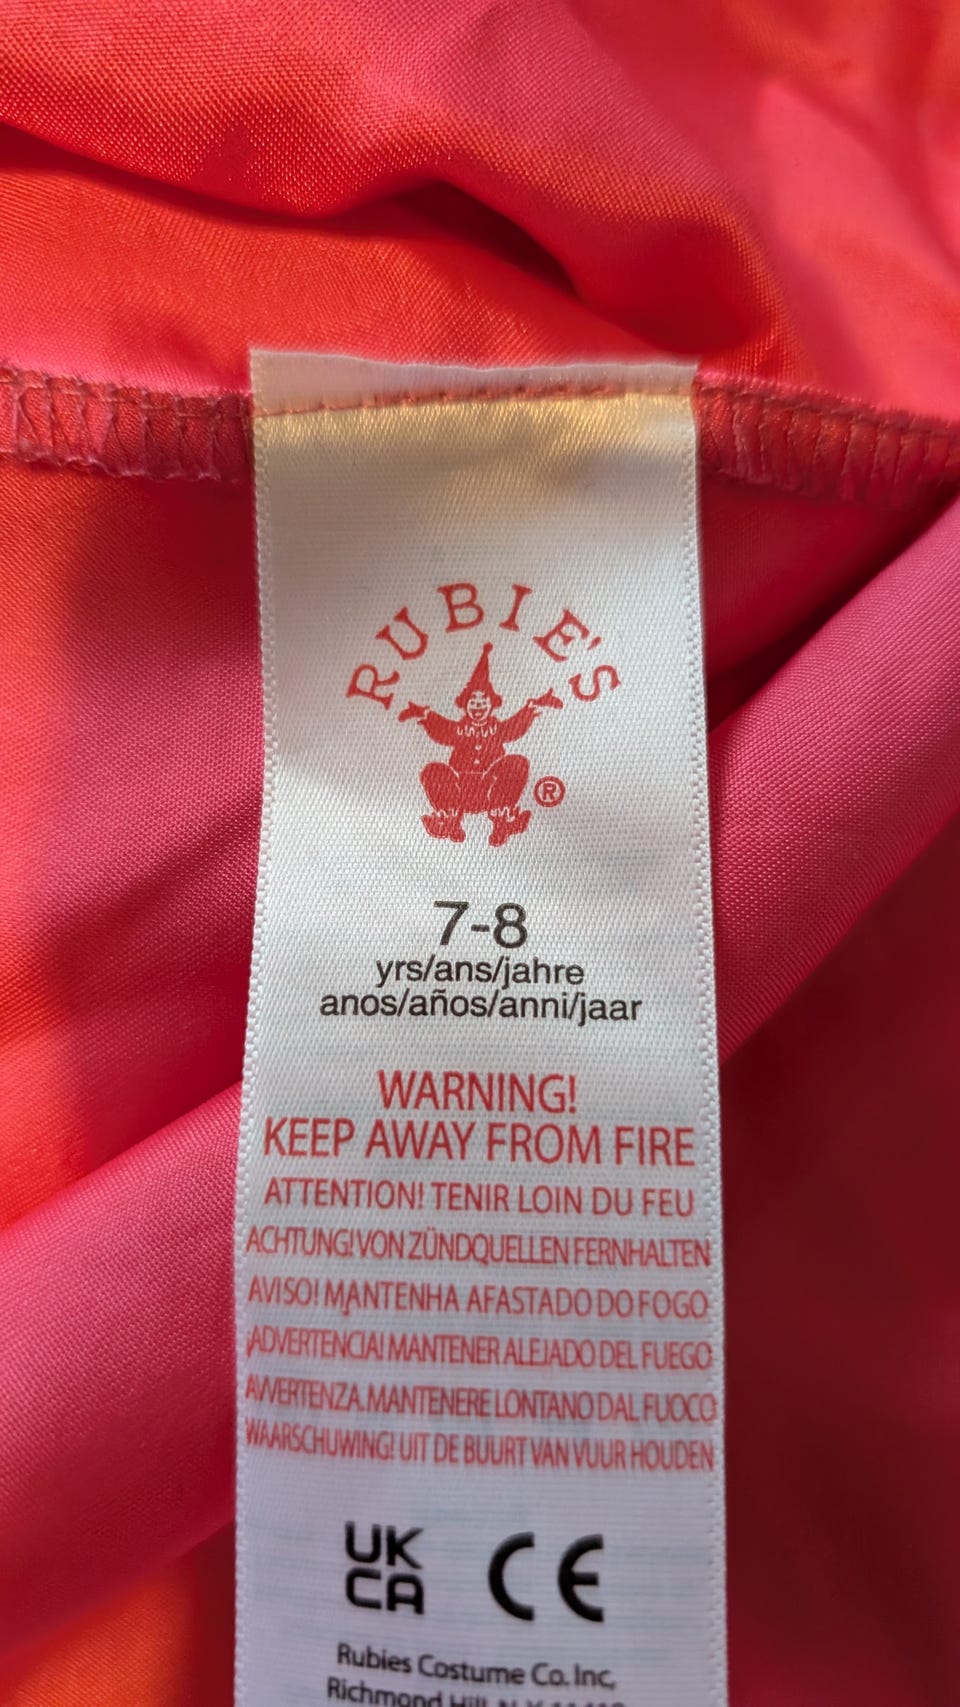 RUBIE'S
®
7-8
yrs/ans/jahre
anos/años/anni/jaar
WARNING!
KEEP AWAY FROM FIRE
ATTENTION! TENIR LOIN DU FEU
ACHTUNG! VON ZÜNDQUELLEN FERNHALTEN
AVISO! MANTENHA AFASTADO DO FOGO
¡ADVERTENCIA! MANTENER ALEJADO DEL FUEGO
AVVERTENZA. MANTENERE LONTANO DAL FUOCO
WAARSCHUWING! UIT DE BUURT VAN VUUR HOUDEN
UK
CA
CE
Rubies Costume Co. Inc,
Richmond Hill, N.Y.